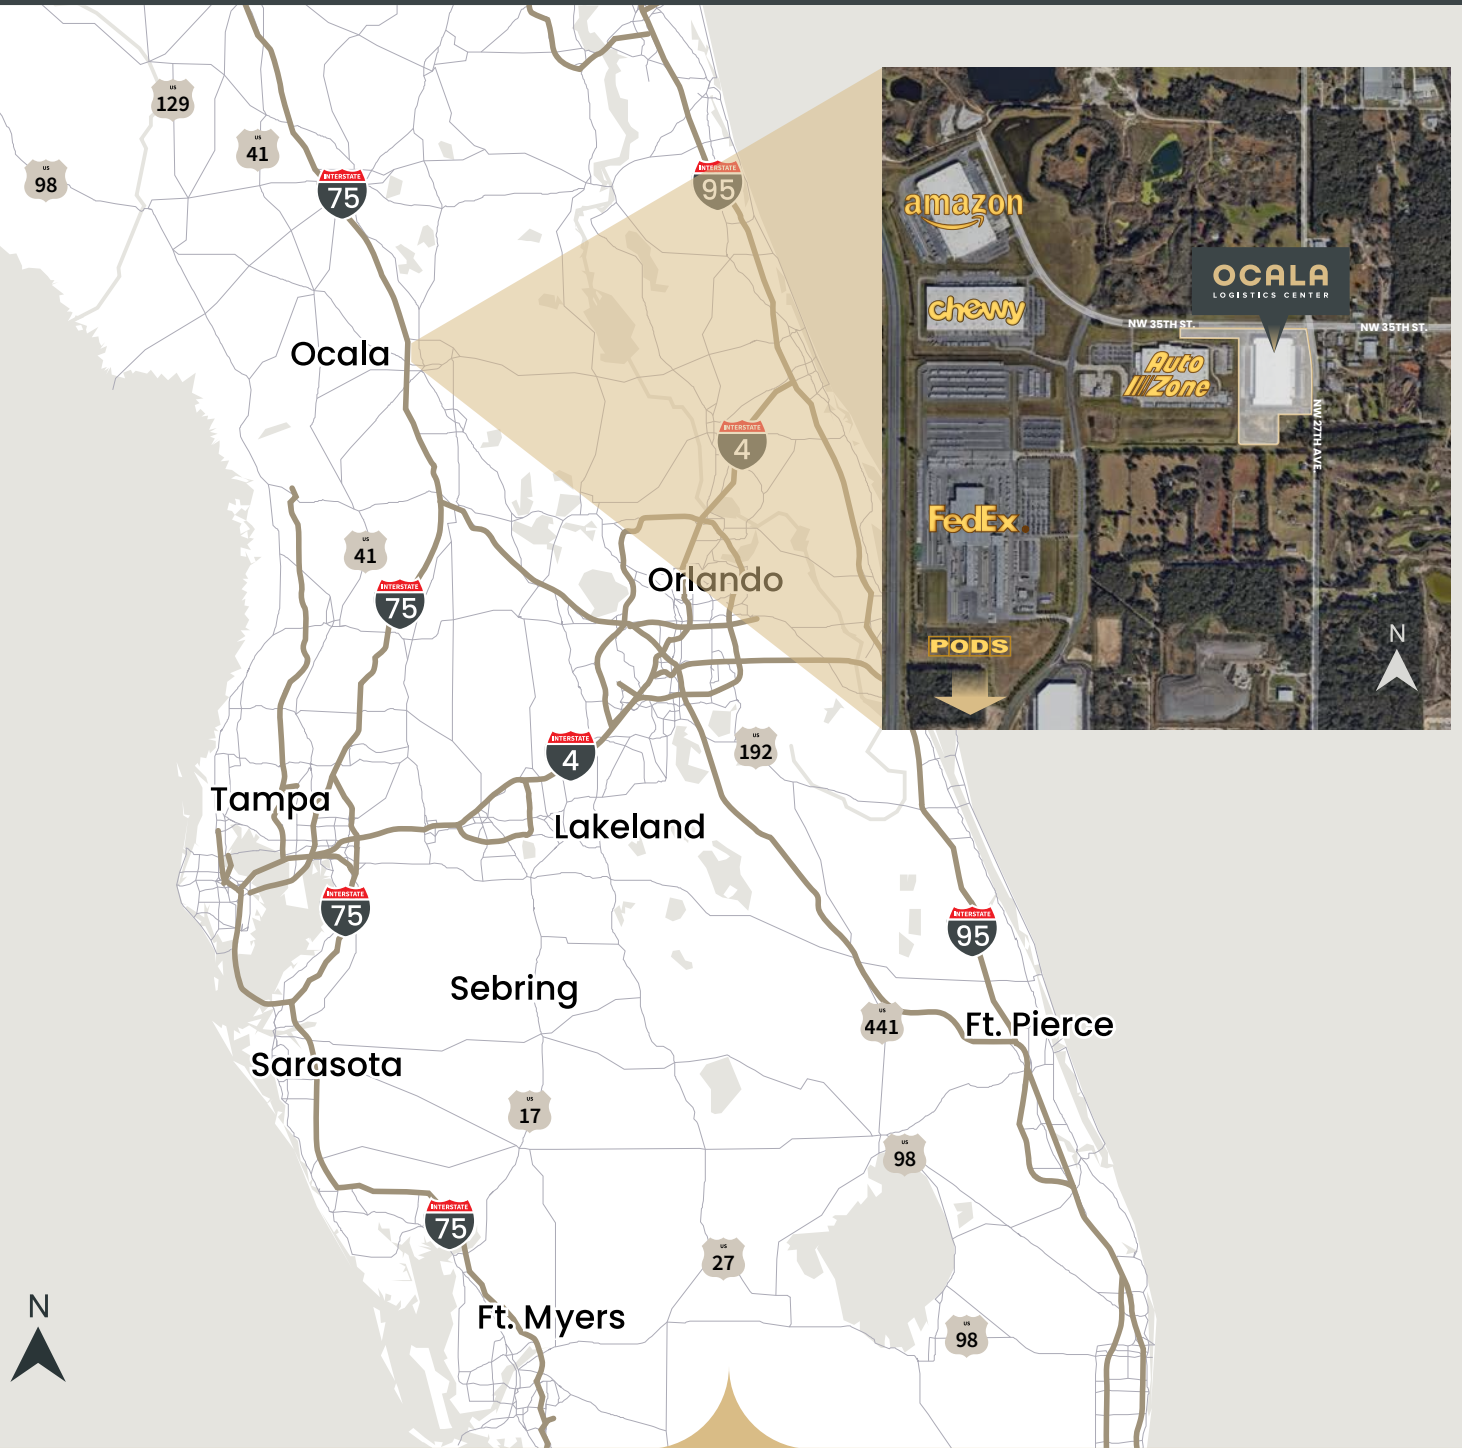 US
129
US
41
US
98
INTERSTATE
75
INTERSTATE
95
Ocala
INTERSTATE
4
US
41
INTERSTATE
75
Orlando
INTERSTATE
4
US
192
Tampa
Lakeland
INTERSTATE
75
INTERSTATE
95
Sebring
US
441
Ft. Pierce
Sarasota
US
17
US
98
INTERSTATE
75
US
27
Ft. Myers
US
98
N
amazon
chewy
OCALA
LOGISTICS CENTER
NW 35TH ST.
NW 35TH ST.
Auto
Zone
NW 27TH AVE.
FedEx
PODS
N